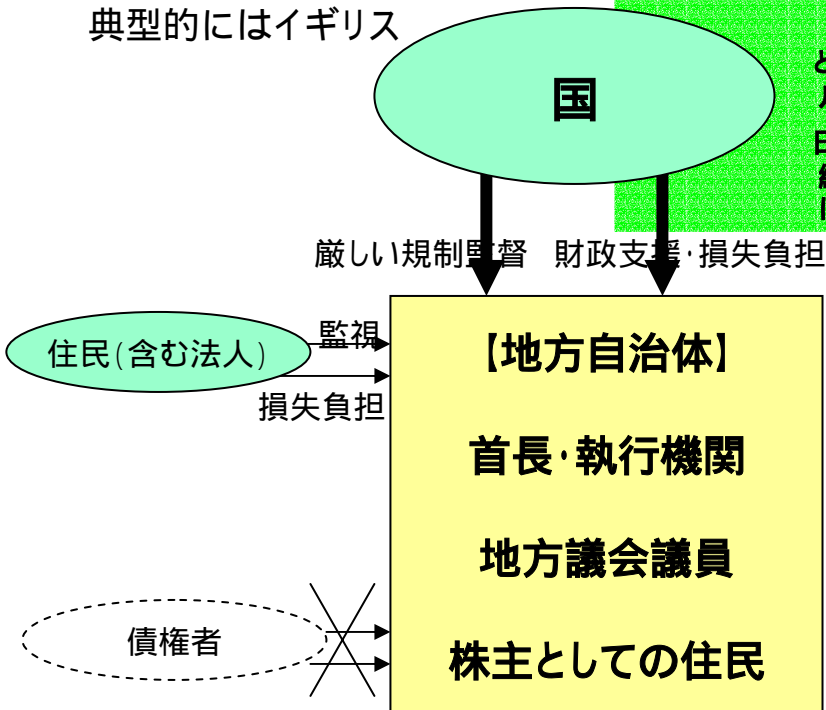 典型的にはイギリス
国
厳しい規制監督 財政支援・損失負担
住民(含む法人)
監視
損失負担
【地方自治体】
首長・執行機関
地方議会議員
債権者
株主としての住民